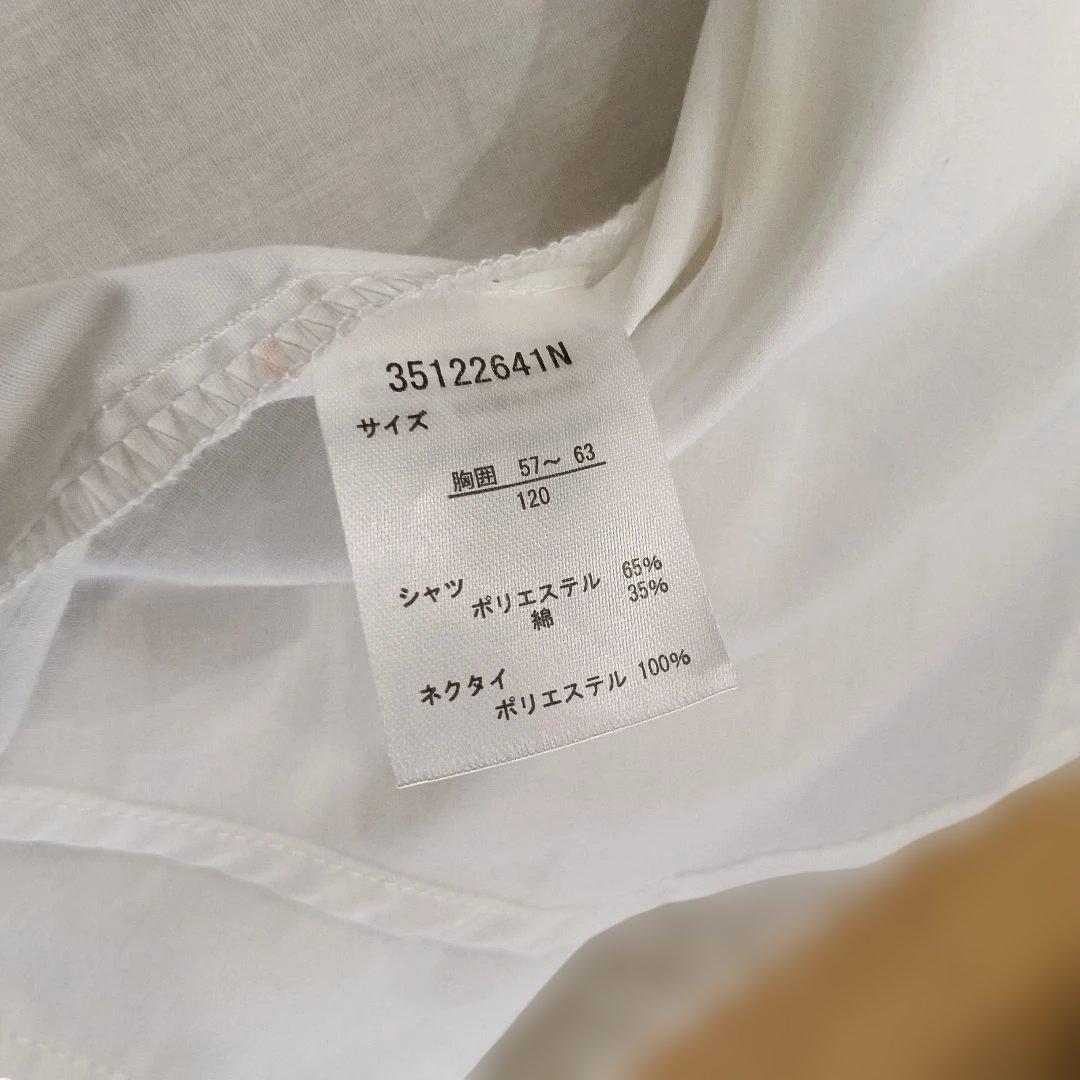 35122641N
サイズ
胸囲 57〜 63
120
シャツ
ポリエステル 65%
綿 35%
ネクタイ
ポリエステル 100%